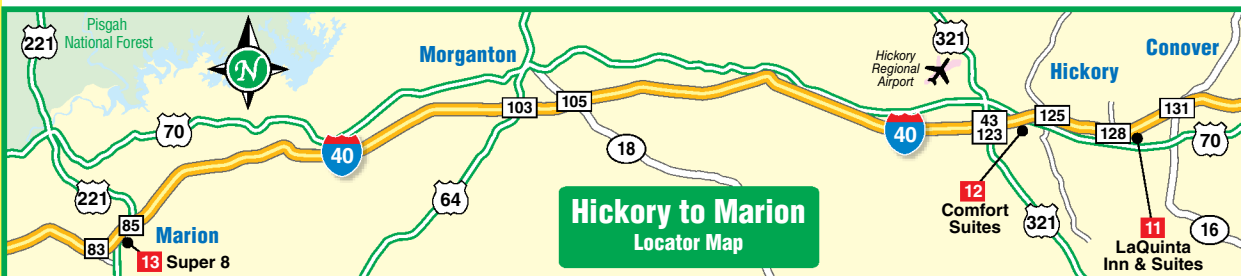 221
Pisgah
National Forest
N
70
221
83
85
Marion
13 Super 8
40
Morganton
103
105
64
18
Hickory to Marion
Locator Map
Hickory
Regional
Airport
321
40
43
123
125
Hickory
128
Conover
131
70
12
Comfort
Suites
321
11
LaQuinta
Inn & Suites
16